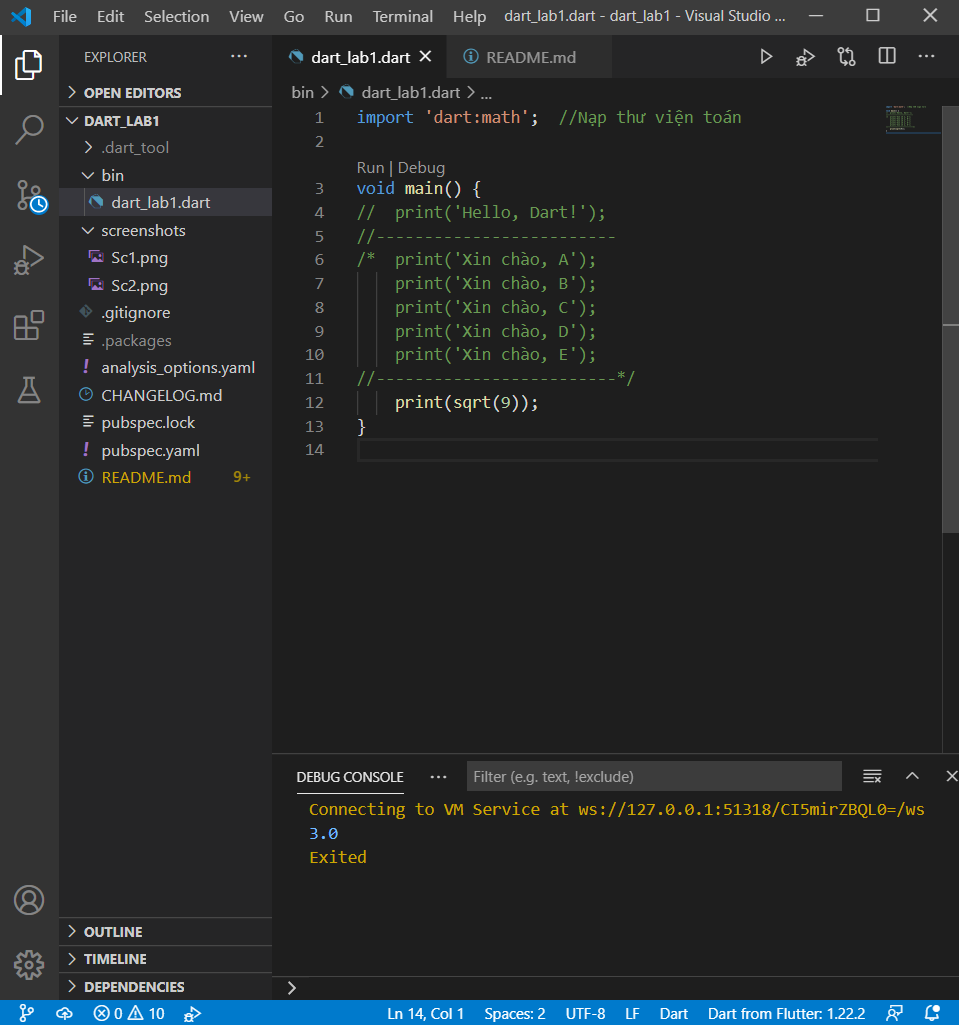 File Edit Selection View Go Run Terminal Help dart_lab1.dart - dart_lab1 - Visual Studio ...
EXPLORER
OPEN EDITORS
DART_LAB1
.dart_tool
bin
dart_lab1.dart
screenshots
Sc1.png
Sc2.png
.gitignore
.packages
analysis_options.yaml
CHANGELOG.md
pubspec.lock
pubspec.yaml
README.md 9+
OUTLINE
TIMELINE
DEPENDENCIES
dart_lab1.dart README.md
bin > dart_lab1.dart > ...
1 import 'dart:math'; //Nạp thư viện toán
2
Run | Debug
3 void main() {
4 // print('Hello, Dart!');
5 //-------------------------
6 /* print('Xin chào, A');
7 print('Xin chào, B');
8 print('Xin chào, C');
9 print('Xin chào, D');
10 print('Xin chào, E');
11 //-------------------------*/
12 print(sqrt(9));
13 }
14
DEBUG CONSOLE ... Filter (e.g. text, !exclude)
Connecting to VM Service at ws://127.0.0.1:51318/CI5mirZBQL0=/ws
3.0
Exited
0 10 Ln 14, Col 1 Spaces: 2 UTF-8 LF Dart Dart from Flutter: 1.22.2